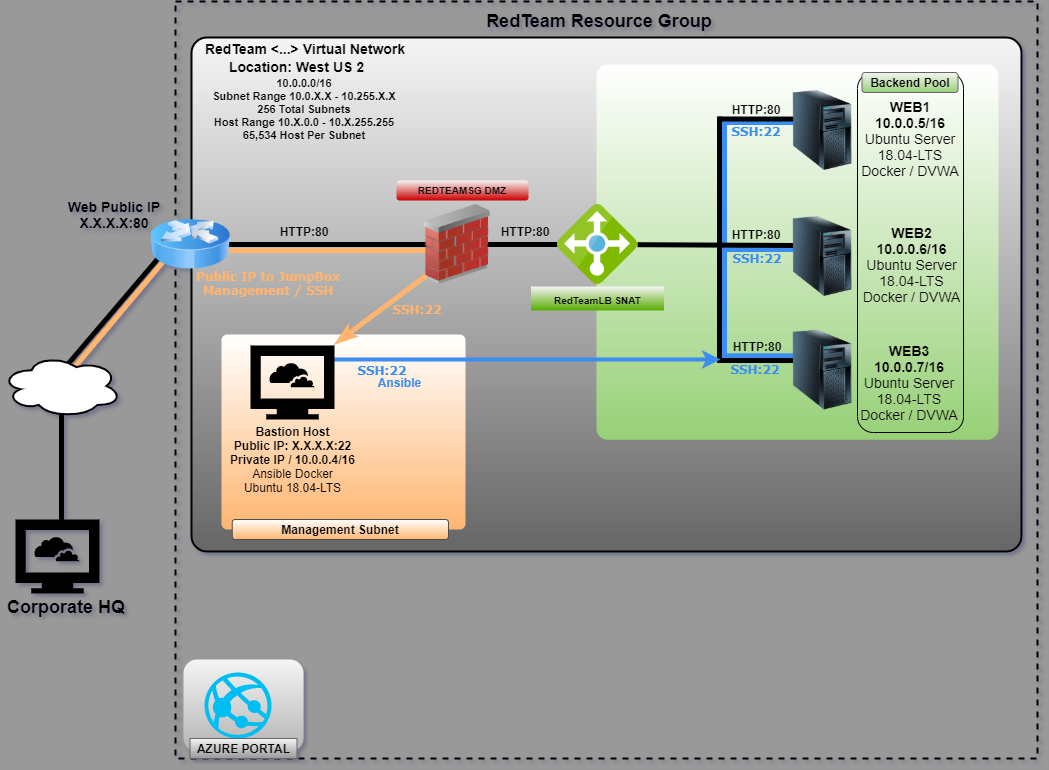 RedTeam Resource Group
RedTeam <...> Virtual Network
Location: West US 2
10.0.0.0/16
Subnet Range 10.0.X.X - 10.255.X.X
256 Total Subnets
Host Range 10.X.0.0 - 10.X.255.255
65,534 Host Per Subnet
Web Public IP
X.X.X.X:80
HTTP:80
Public IP to JumpBox
Management / SSH
REDTEAMSG DMZ
HTTP:80
SSH:22
RedTeamLB SNAT
HTTP:80
SSH:22
HTTP:80
SSH:22
HTTP:80
SSH:22
Backend Pool
WEB1
10.0.0.5/16
Ubuntu Server
18.04-LTS
Docker / DVWA
WEB2
10.0.0.6/16
Ubuntu Server
18.04-LTS
Docker / DVWA
WEB3
10.0.0.7/16
Ubuntu Server
18.04-LTS
Docker / DVWA
SSH:22
Ansible
Bastion Host
Public IP: X.X.X.X:22
Private IP / 10.0.0.4/16
Ansible Docker
Ubuntu 18.04-LTS
Management Subnet
Corporate HQ
AZURE PORTAL